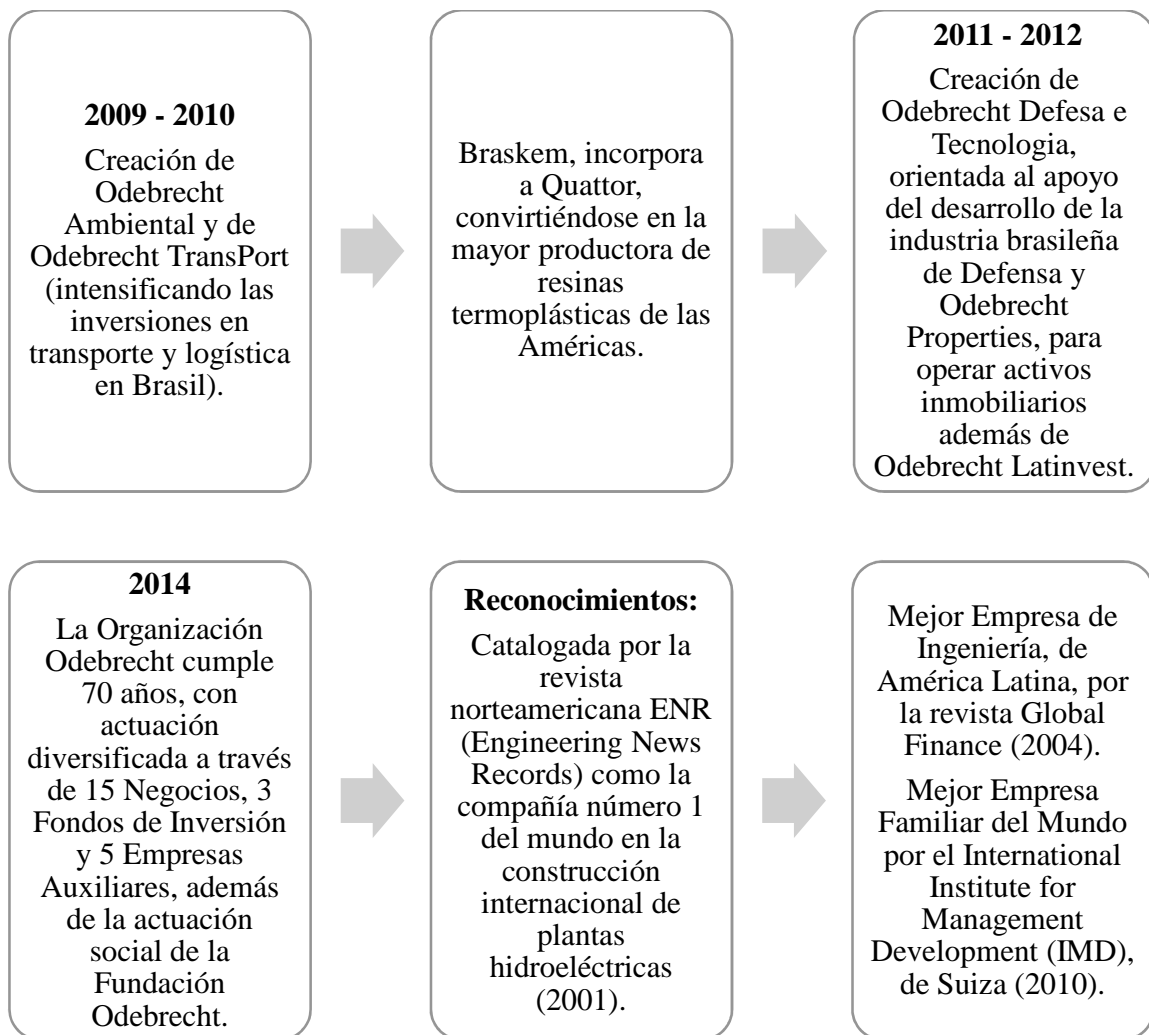 2009 - 2010
Creación de
Odebrecht
Ambiental y de
Odebrecht TransPort
(intensificando las
inversiones en
transporte y logística
en Brasil).
Braskem, incorpora
a Quattor,
convirtiéndose en la
mayor productora de
resinas
termoplásticas de las
Américas.
2011 - 2012
Creación de
Odebrecht Defesa e
Tecnologia,
orientada al apoyo
del desarrollo de la
industria brasileña
de Defensa y
Odebrecht
Properties, para
operar activos
inmobiliarios
además de
Odebrecht Latinvest.
2014
La Organización
Odebrecht cumple
70 años, con
actuación
diversificada a través
de 15 Negocios, 3
Fondos de Inversión
y 5 Empresas
Auxiliares, además
de la actuación
social de la
Fundación
Odebrecht.
Reconocimientos:
Catalogada por la
revista
norteamericana ENR
(Engineering News
Records) como la
compañía número 1
del mundo en la
construcción
internacional de
plantas
hidroeléctricas
(2001).
Mejor Empresa de
Ingeniería, de
América Latina, por
la revista Global
Finance (2004).
Mejor Empresa
Familiar del Mundo
por el International
Institute for
Management
Development (IMD),
de Suiza (2010).